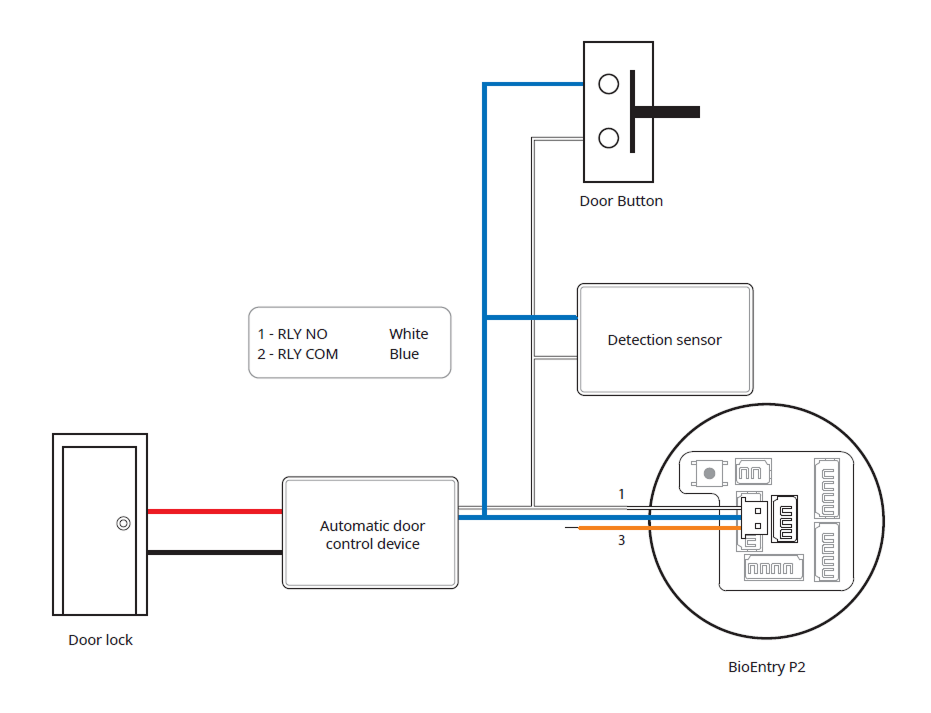 Door Button
Detection sensor
1 - RLY NO White
2 - RLY COM Blue
1
Automatic door
control device
3
Door lock
BioEntry P2